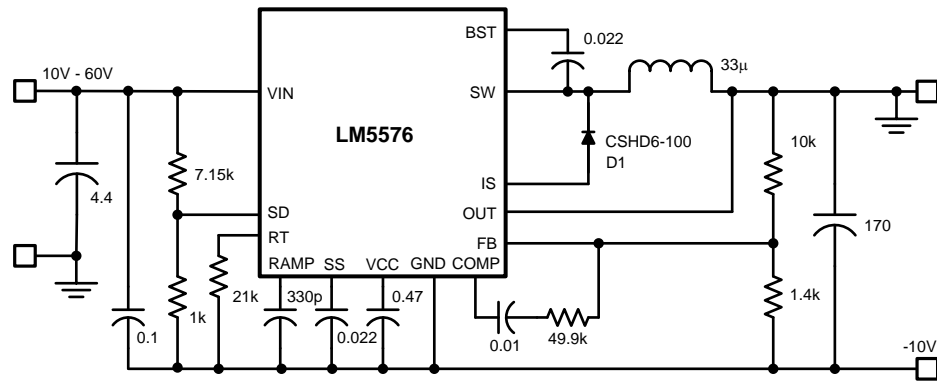 BST
0.022
10V - 60V
33μ
VIN
SW
LM5576
CSHD6-100
D1
10k
7.15k
4.4
IS
SD
OUT
170
RT
FB
RAMP
SS
VCC
GND
COMP
21k
330p
0.47
1.4k
1k
0.1
0.022
0.01
49.9k
-10V